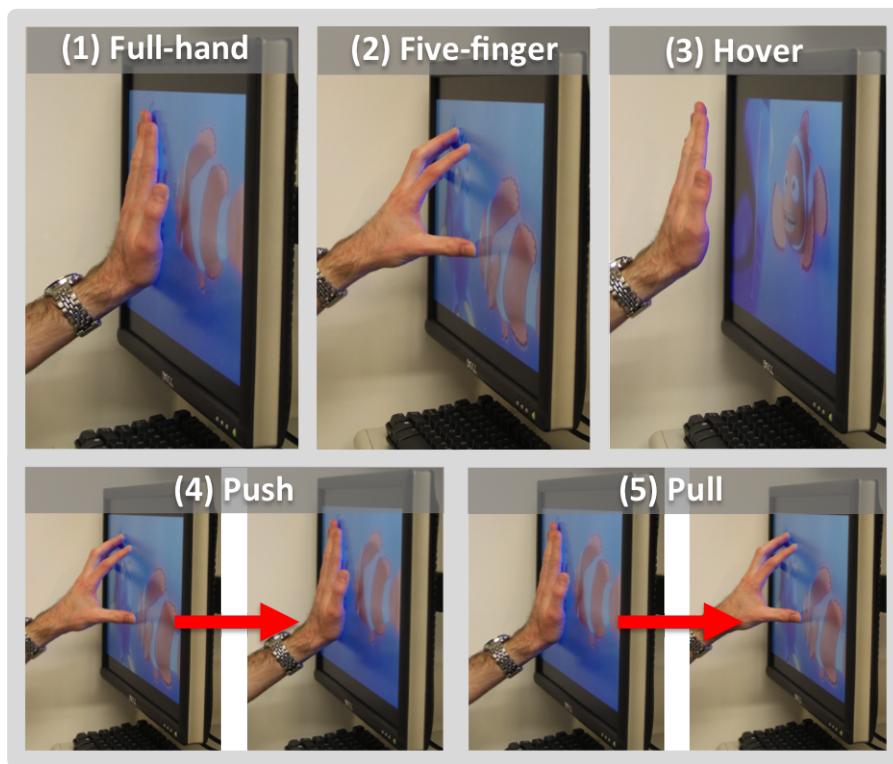 (1) Full-hand
(2) Five-finger
(3) Hover
(4) Push
(5) Pull